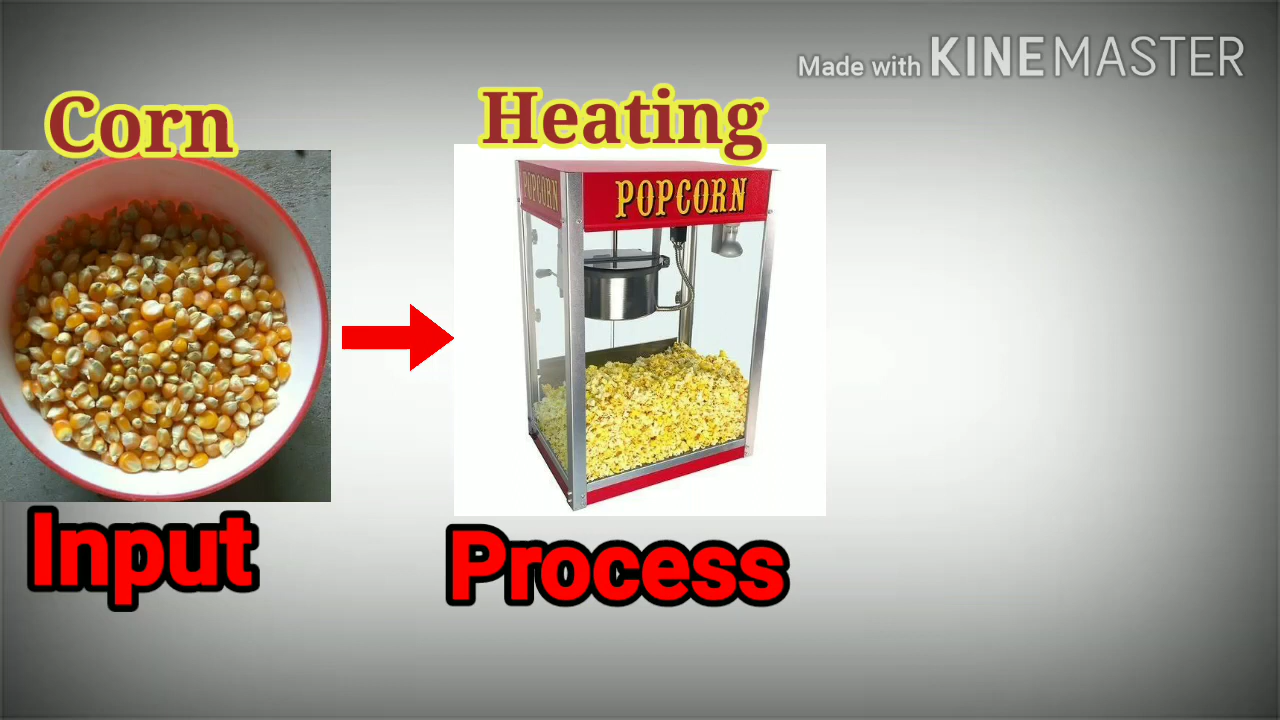 Made with KINEMASTER
Corn
Heating
POPCORN
POPCORN
Input
Process